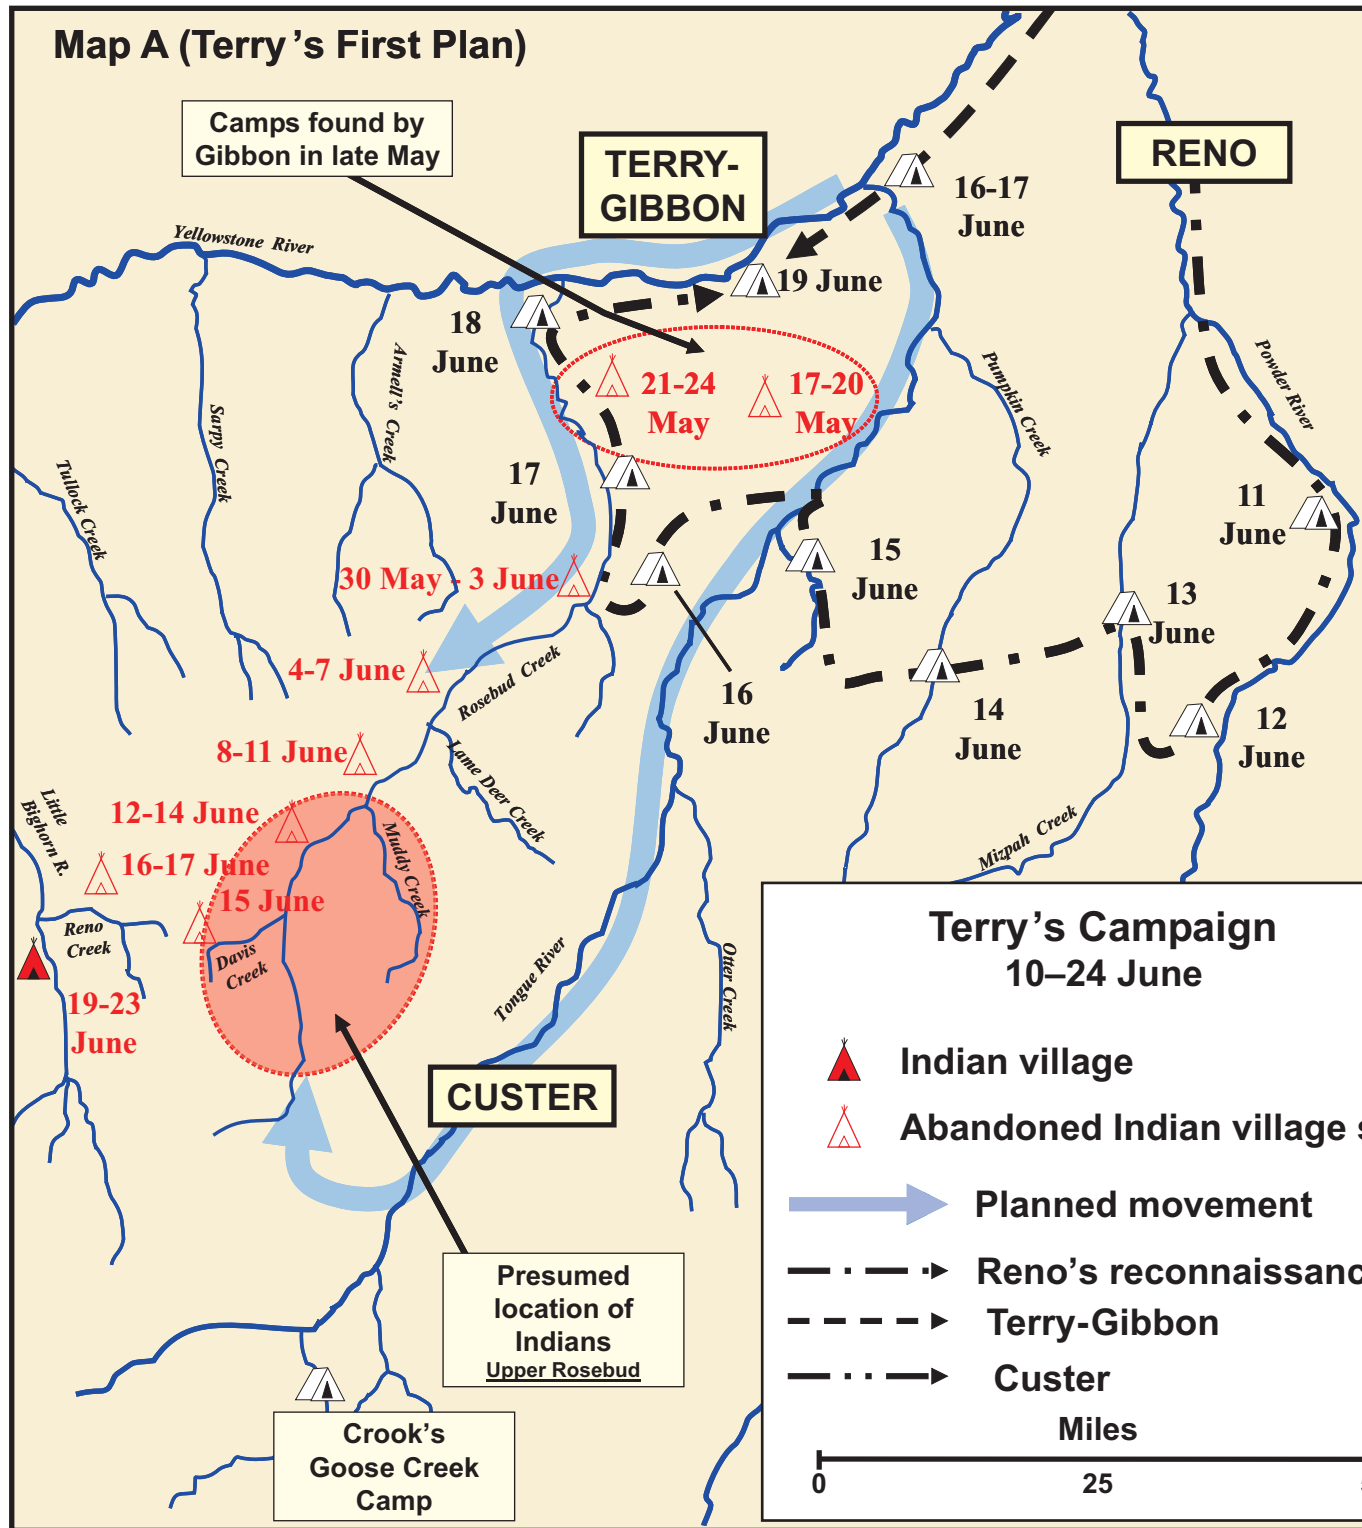 Map A (Terry's First Plan)
Camps found by
Gibbon in late May
TERRY-
GIBBON
RENO
16-17
June
Yellowstone River
19 June
18
June
21-24
May
17-20
May
Armell's Creek
Sarpy Creek
Tullock Creek
Pumpkin Creek
Powder River
17
June
11
June
15
June
30 May - 3 June
13
June
4-7 June
Rosebud Creek
16
June
14
June
12
June
8-11 June
Lame Deer Creek
Little
Bighorn R.
12-14 June
Muddy Creek
Mizpah Creek
16-17 June
15 June
Reno
Creek
Davis
Creek
Tongue River
Otter Creek
19-23
June
CUSTER
Presumed
location of
Indians
Upper Rosebud
Crook's
Goose Creek
Camp
Terry's Campaign
10–24 June
Indian village
Abandoned Indian village s
Planned movement
Reno's reconnaissanc
Terry-Gibbon
Custer
Miles
0 25